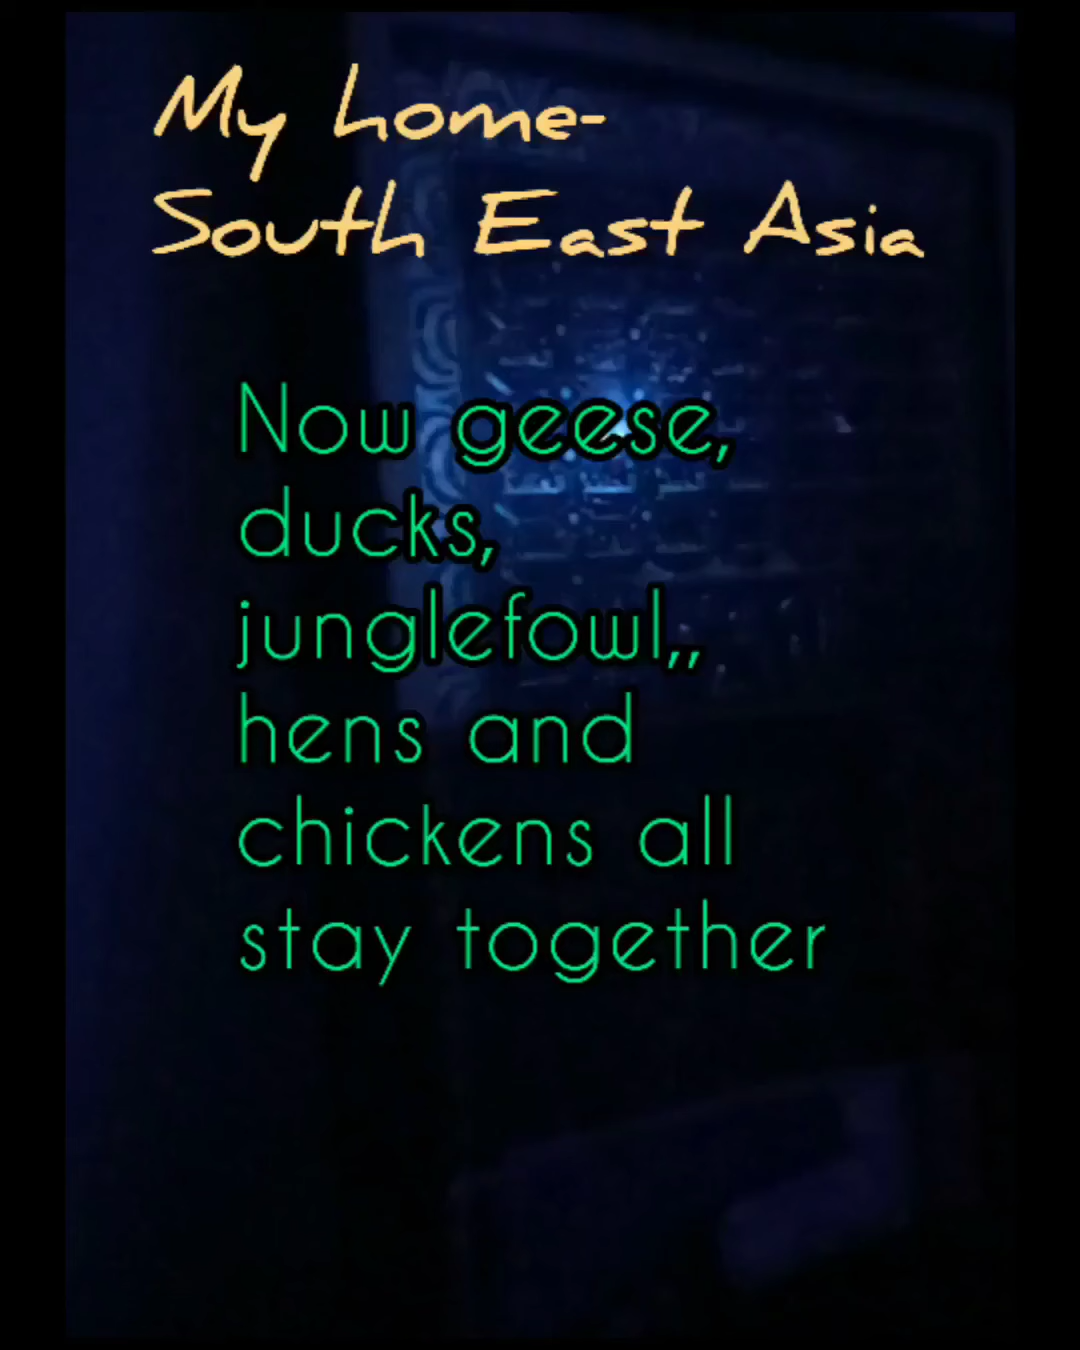 My home-
South East Asia
Now geese,
ducks,
junglefowl,,
hens and
chickens all
stay together